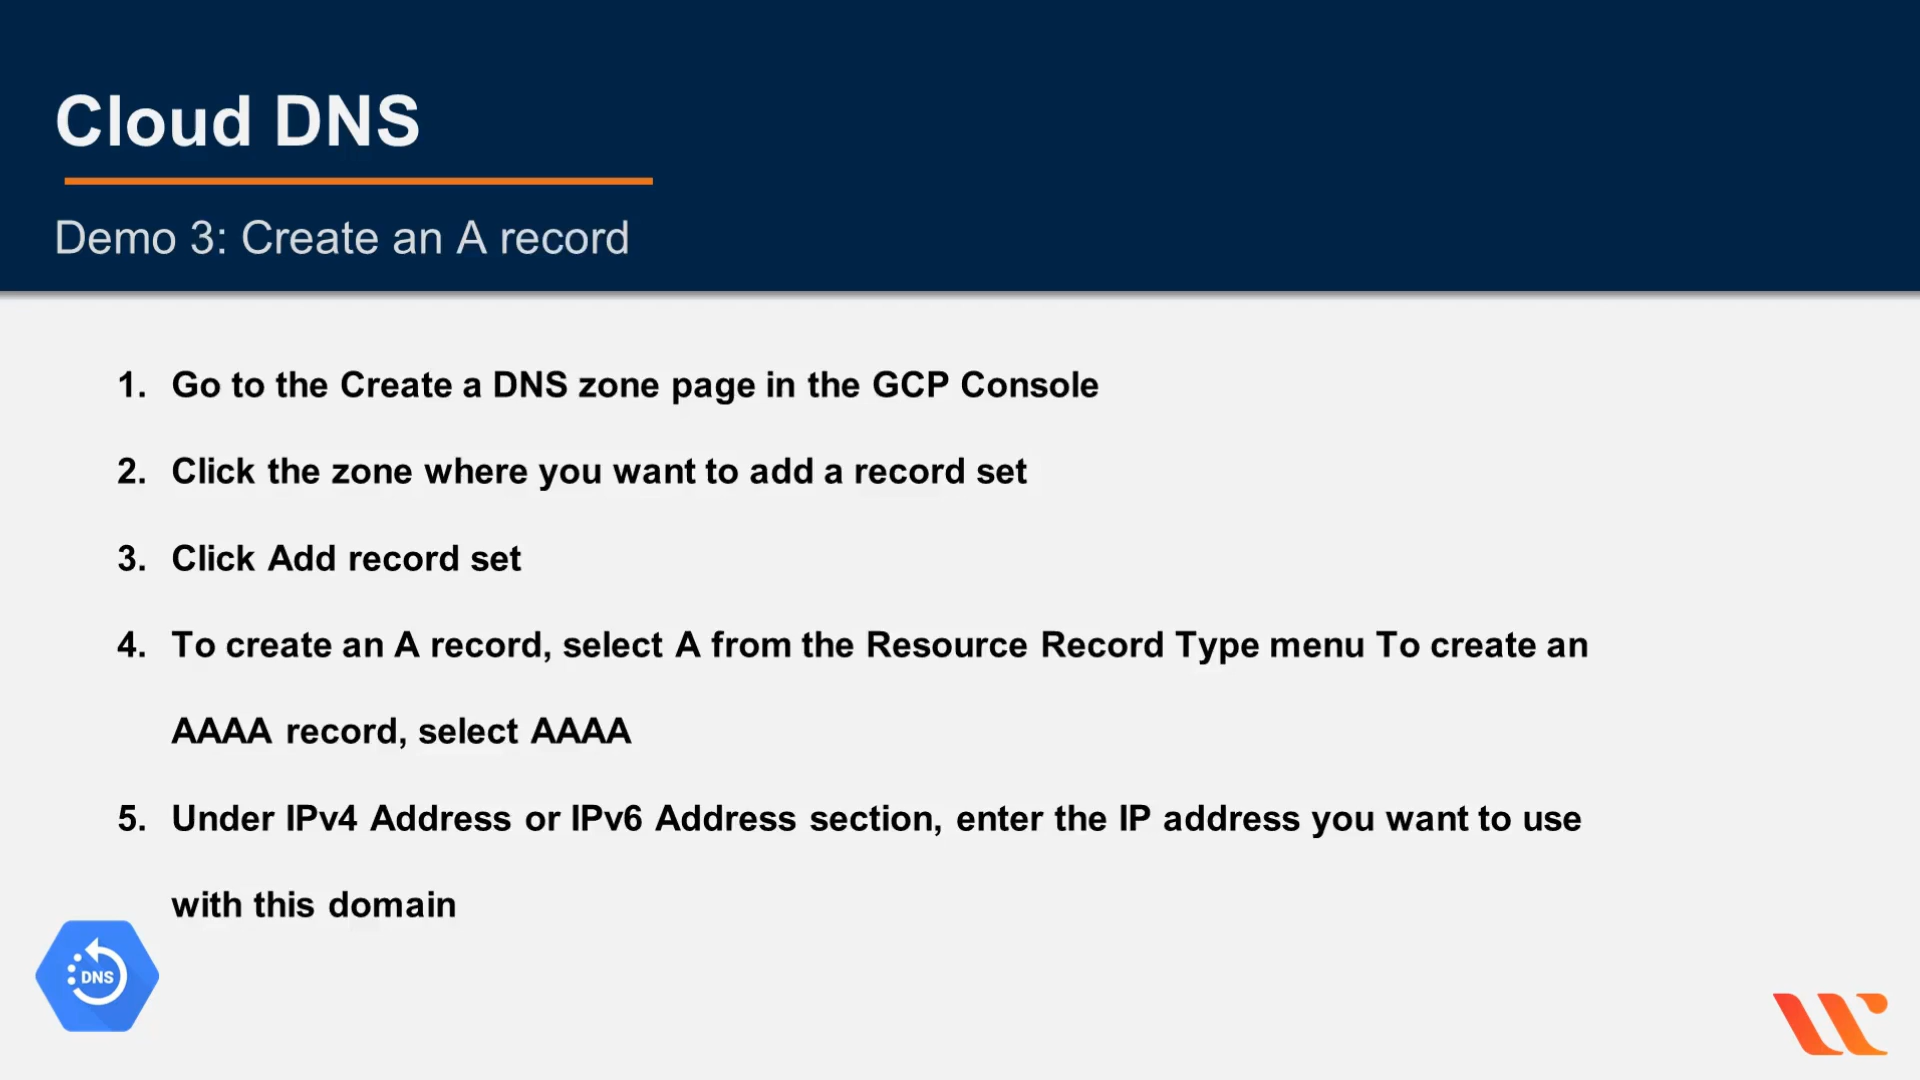 Cloud DNS
Demo 3: Create an A record
1. Go to the Create a DNS zone page in the GCP Console
2. Click the zone where you want to add a record set
3. Click Add record set
4. To create an A record, select A from the Resource Record Type menu To create an
AAAA record, select AAAA
5. Under IPv4 Address or IPv6 Address section, enter the IP address you want to use
with this domain
DNS